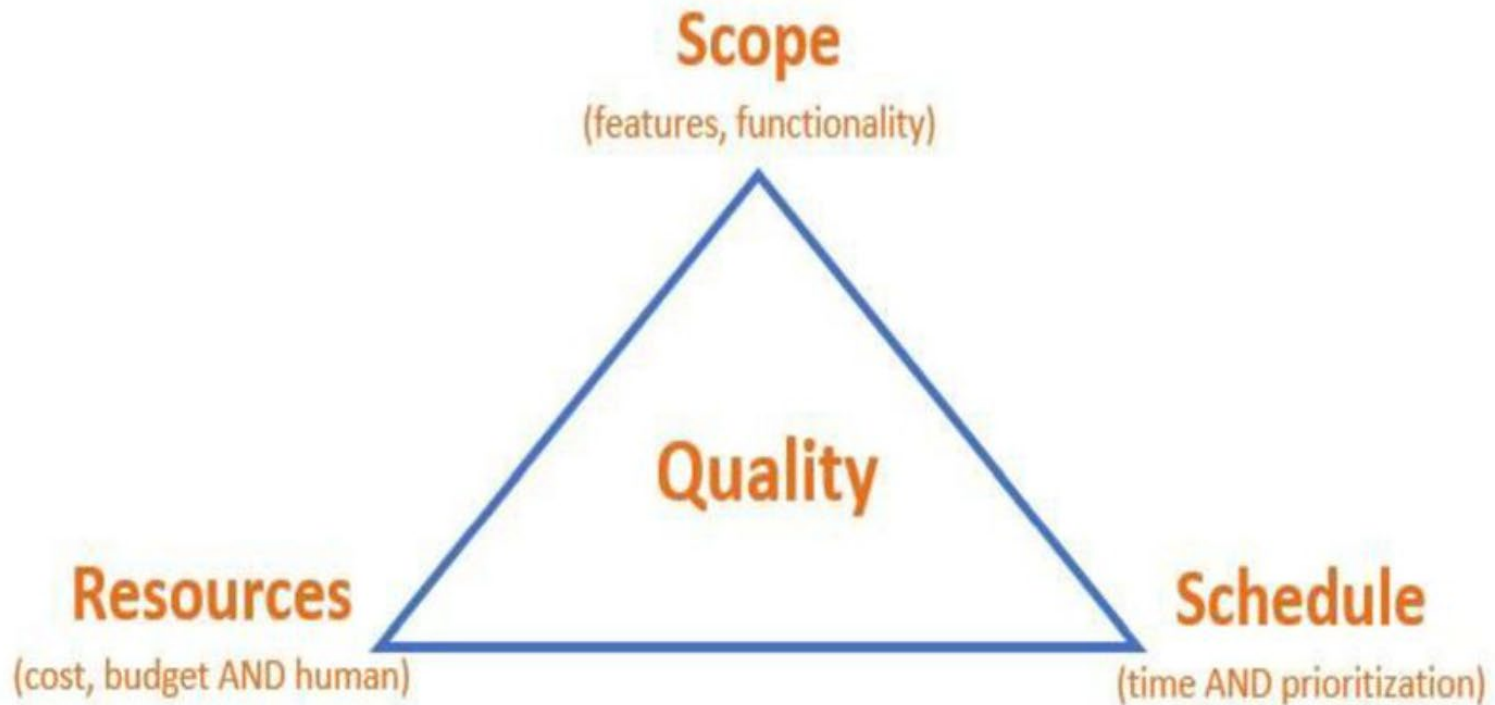 Scope
(features, functionality)
Quality
Resources
(cost, budget AND human)
Schedule
(time AND prioritization)